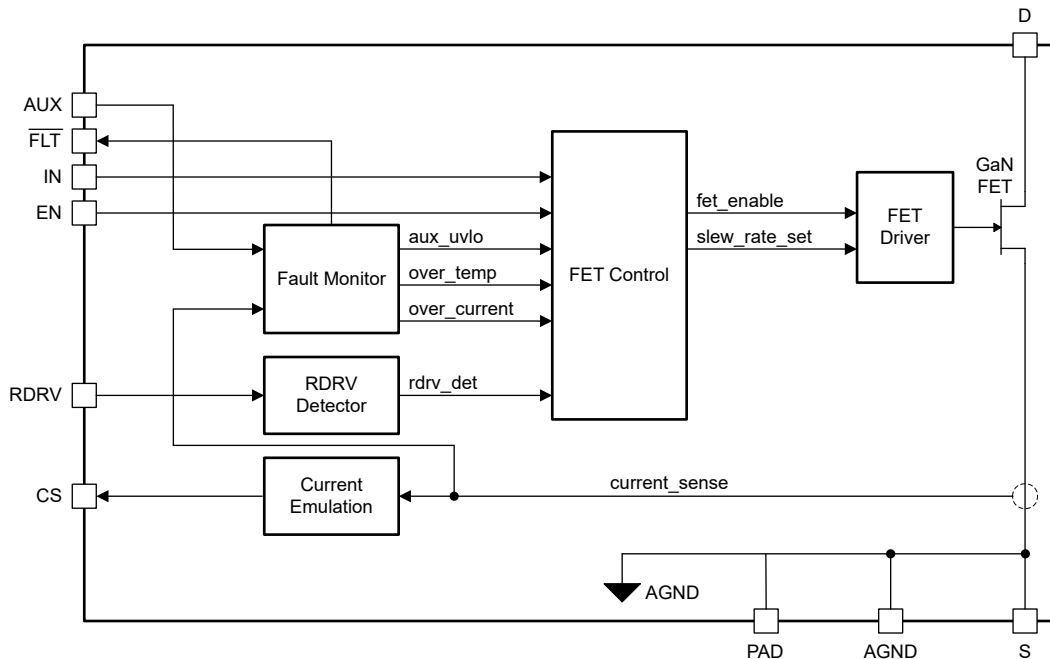 D
AUX
FLT
IN
EN
GaN
FET
fet_enable
slew_rate_set
FET
Driver
aux_uvlo
over_temp
over_current
Fault Monitor
FET Control
RDRV
RDRV
Detector
rdrv_det
CS
Current
Emulation
current_sense
AGND
PAD
AGND
S